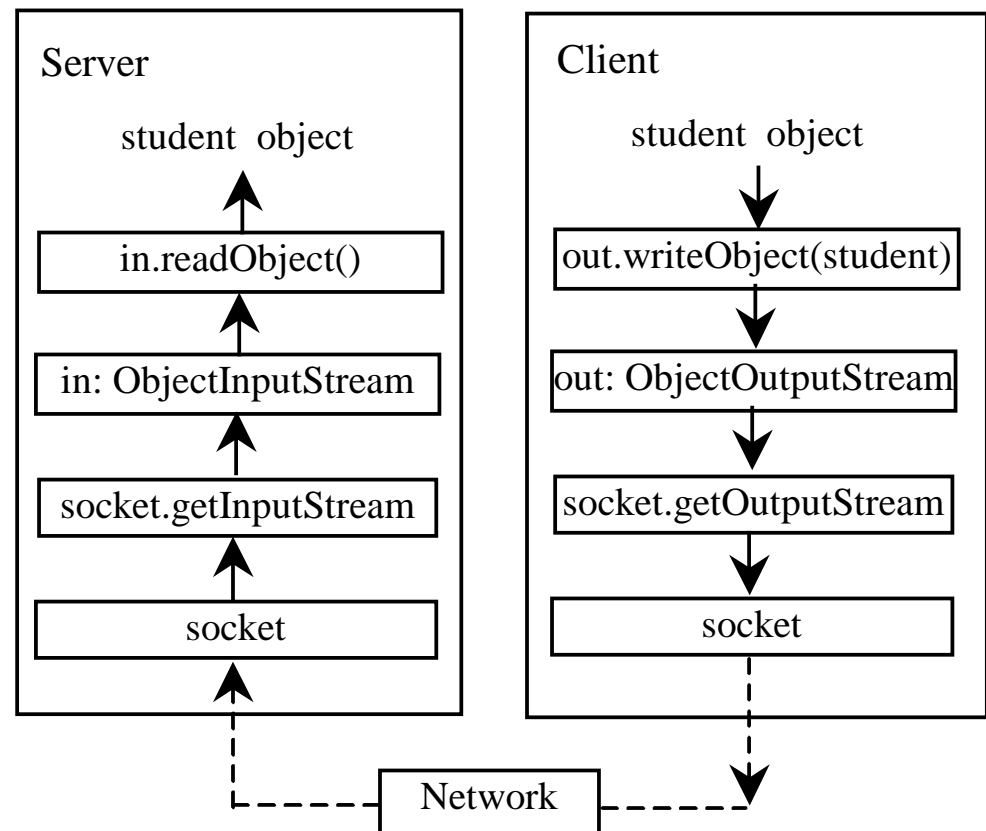 Server
student object
in.readObject()
in: ObjectInputStream
socket.getInputStream
socket
Client
student object
out.writeObject(student)
out: ObjectOutputStream
socket.getOutputStream
socket
Network